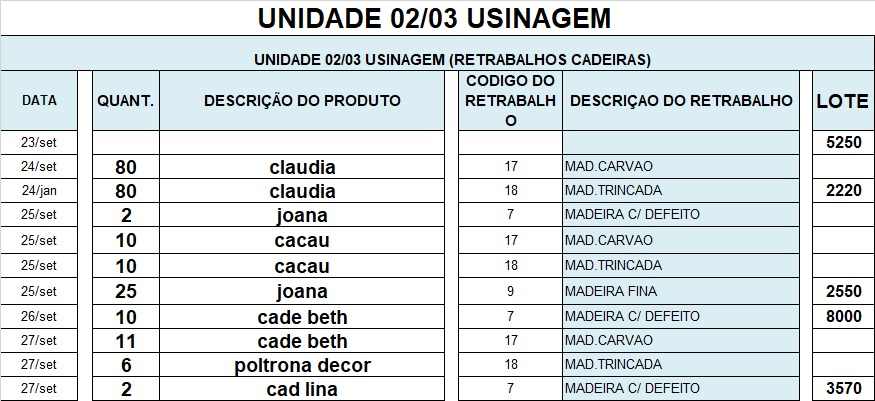 UNIDADE 02/03 USINAGEM
UNIDADE 02/03 USINAGEM (RETRABALHOS CADEIRAS)
DATA QUANT. DESCRIÇÃO DO PRODUTO CODIGO DO RETRABALHO DESCRIÇAO DO RETRABALHO LOTE
23/set 5250
24/set 80 claudia 17 MAD.CARVAO
24/jan 80 claudia 18 MAD.TRINCADA 2220
25/set 2 joana 7 MADEIRA C/ DEFEITO
25/set 10 cacau 17 MAD.CARVAO
25/set 10 cacau 18 MAD.TRINCADA
25/set 25 joana 9 MADEIRA FINA 2550
26/set 10 cade beth 7 MADEIRA C/ DEFEITO 8000
27/set 11 cade beth 17 MAD.CARVAO
27/set 6 poltrona decor 18 MAD.TRINCADA
27/set 2 cad lina 7 MADEIRA C/ DEFEITO 3570